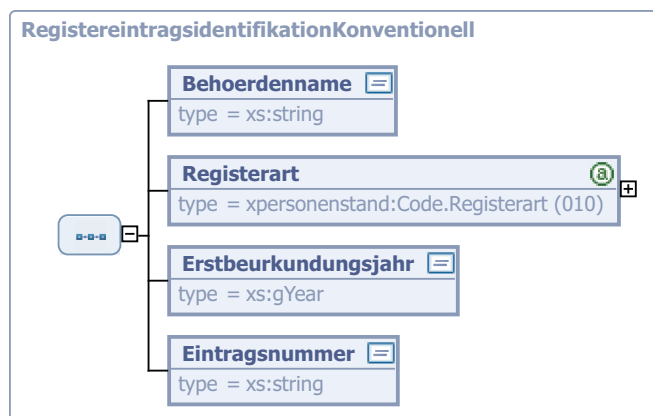 RegistereintragsidentifikationKonventionell
Behoerdenname
type = xs:string
Registerart
type = xpersonenstand:Code.Registerart (010)
Erstbeurkundungsjahr
type = xs:gYear
Eintragsnummer
type = xs:string